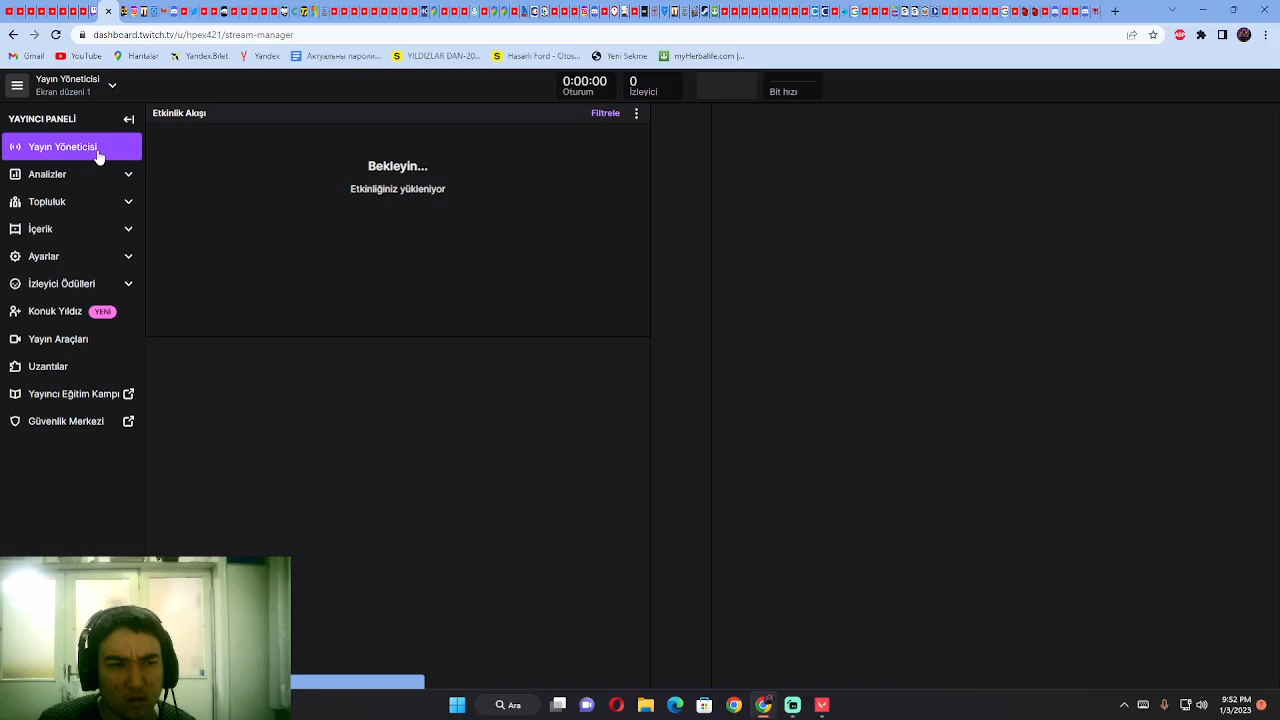 dashboard.twitch.tv/u/hpex421/stream-manager
Gmail
YouTube
Haritalar
Yandex.Bilet
Yandex
Актуальны пароли...
YILDIZLAR DAN-20...
Hasarlı Ford - Otos...
Yeni Sekme
myHerbalife.com |...
Yayın Yöneticisi
Ekran düzeni 1
0:00:00
Oturum
0
İzleyici
Bit hızı
YAYINCI PANELİ
Yayın Yöneticisi
Analizler
Topluluk
İçerik
Ayarlar
İzleyici Ödülleri
Konuk Yıldız YENİ
Yayın Araçları
Uzantılar
Yayıncı Eğitim Kampı
Güvenlik Merkezi
Etkinlik Akışı
Filtrele
Bekleyin...
Etkinliğiniz yükleniyor
Ara
9:52 PM
1/3/2023